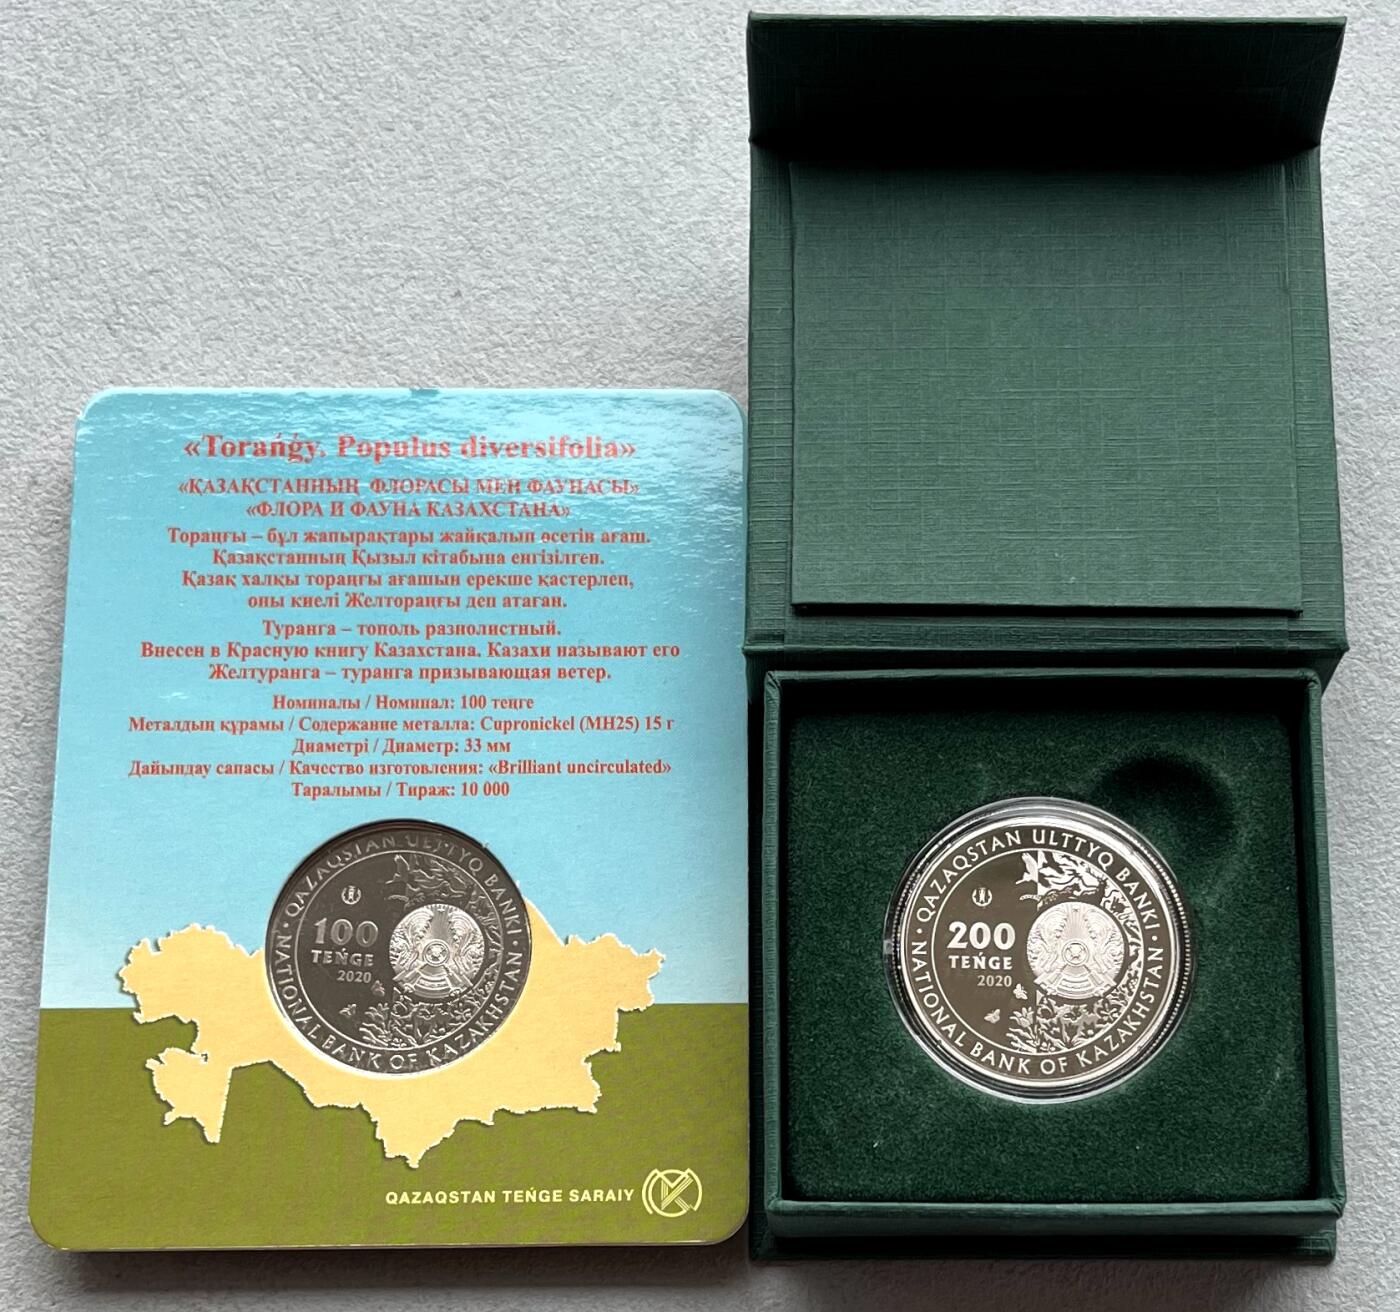 «Torańǵy. Populus diversifolia»
«ҚАЗАҚСТАННЫҢ ФЛОРАСЫ МЕН ФАУНАСЫ»
«ФЛОРА И ФАУНА КАЗАХСТАНА»
Тораңғы – бұл жапырақтары жайқалып өсетін ағаш.
Қазақстанның Қызыл кітабына енгізілген.
Қазақ халқы тораңғы ағашын ерекше қастерлеп,
оны киелі Желтораңғы деп атаған.
Туранга – тополь разнолистный.
Внесен в Красную книгу Казахстана. Казахи называют его
Желтуранга – туранга призывающая ветер.
Номиналы / Номинал: 100 теңге
Металдың құрамы / Содержание металла: Cupronickel (МН25) 15 г
Диаметрі / Диаметр: 33 мм
Дайындау сапасы / Качество изготовления: «Brilliant uncirculated»
Таралымы / Тираж: 10 000
QAZAQSTAN ULTTYQ BANKI
100
TEŃGE
2020
NATIONAL BANK OF KAZAKHSTAN
QAZAQSTAN TEŃGE SARAIY
QAZAQSTAN ULTTYQ BANKI
200
TEŃGE
2020
NATIONAL BANK OF KAZAKHSTAN